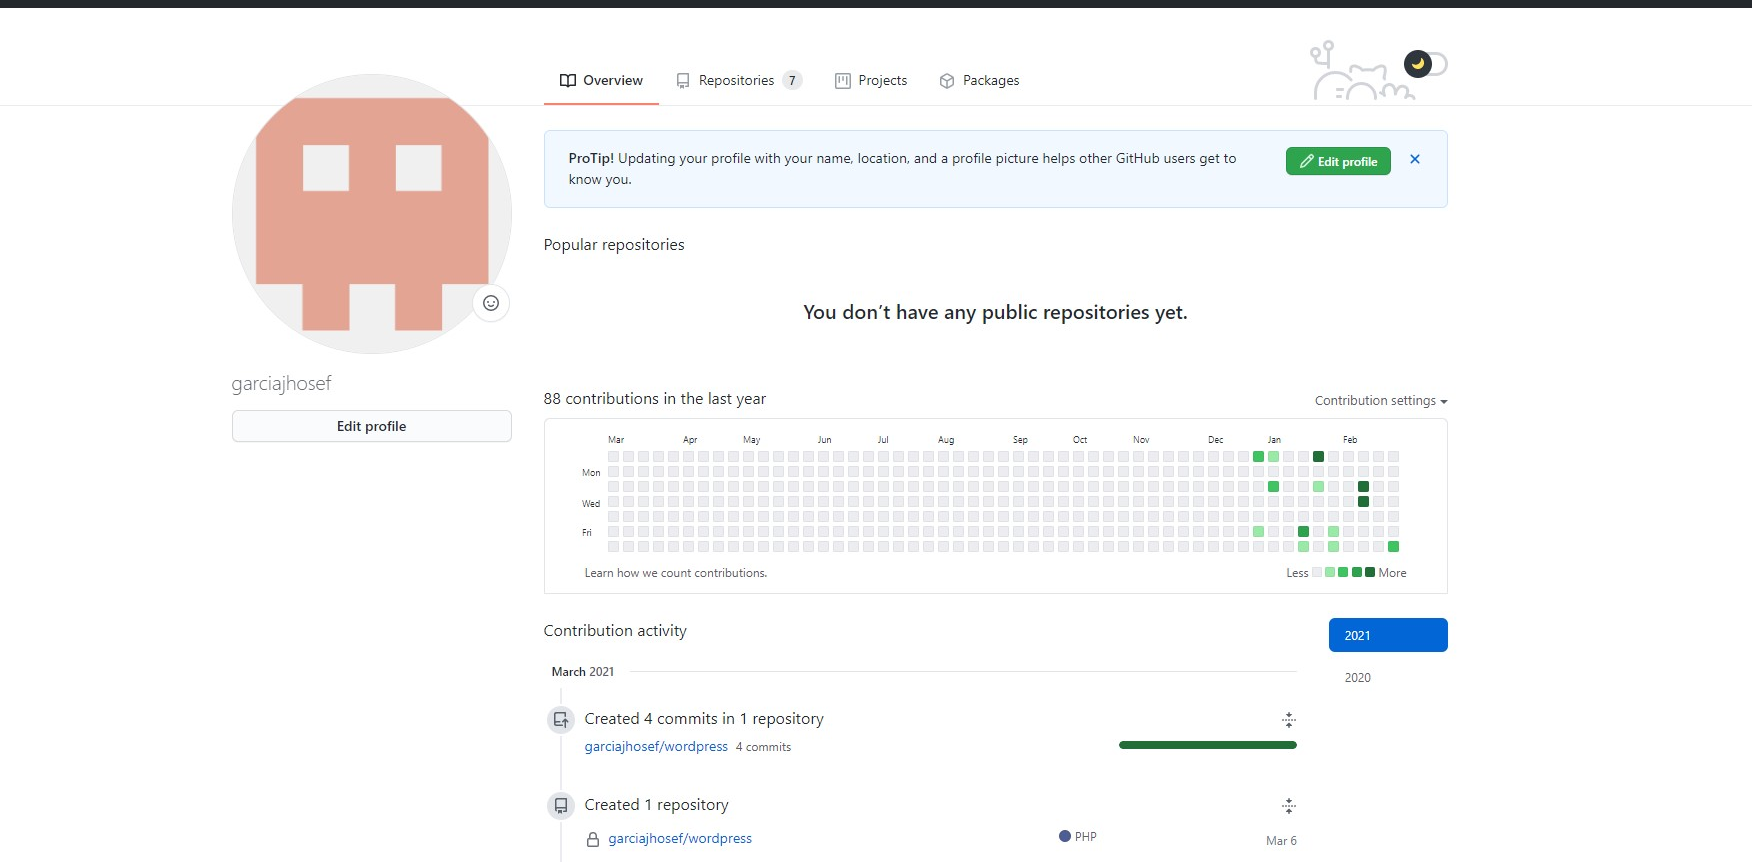 Overview
Repositories 7
Projects
Packages
ProTip! Updating your profile with your name, location, and a profile picture helps other GitHub users get to
know you.
Edit profile
Popular repositories
You don’t have any public repositories yet.
garciajhosef
Edit profile
88 contributions in the last year
Contribution settings
Mar Apr May Jun Jul Aug Sep Oct Nov Dec Jan Feb
Mon
Wed
Fri
Learn how we count contributions.
Less More
Contribution activity
2021
2020
March 2021
Created 4 commits in 1 repository
garciajhosef/wordpress 4 commits
Created 1 repository
garciajhosef/wordpress PHP Mar 6